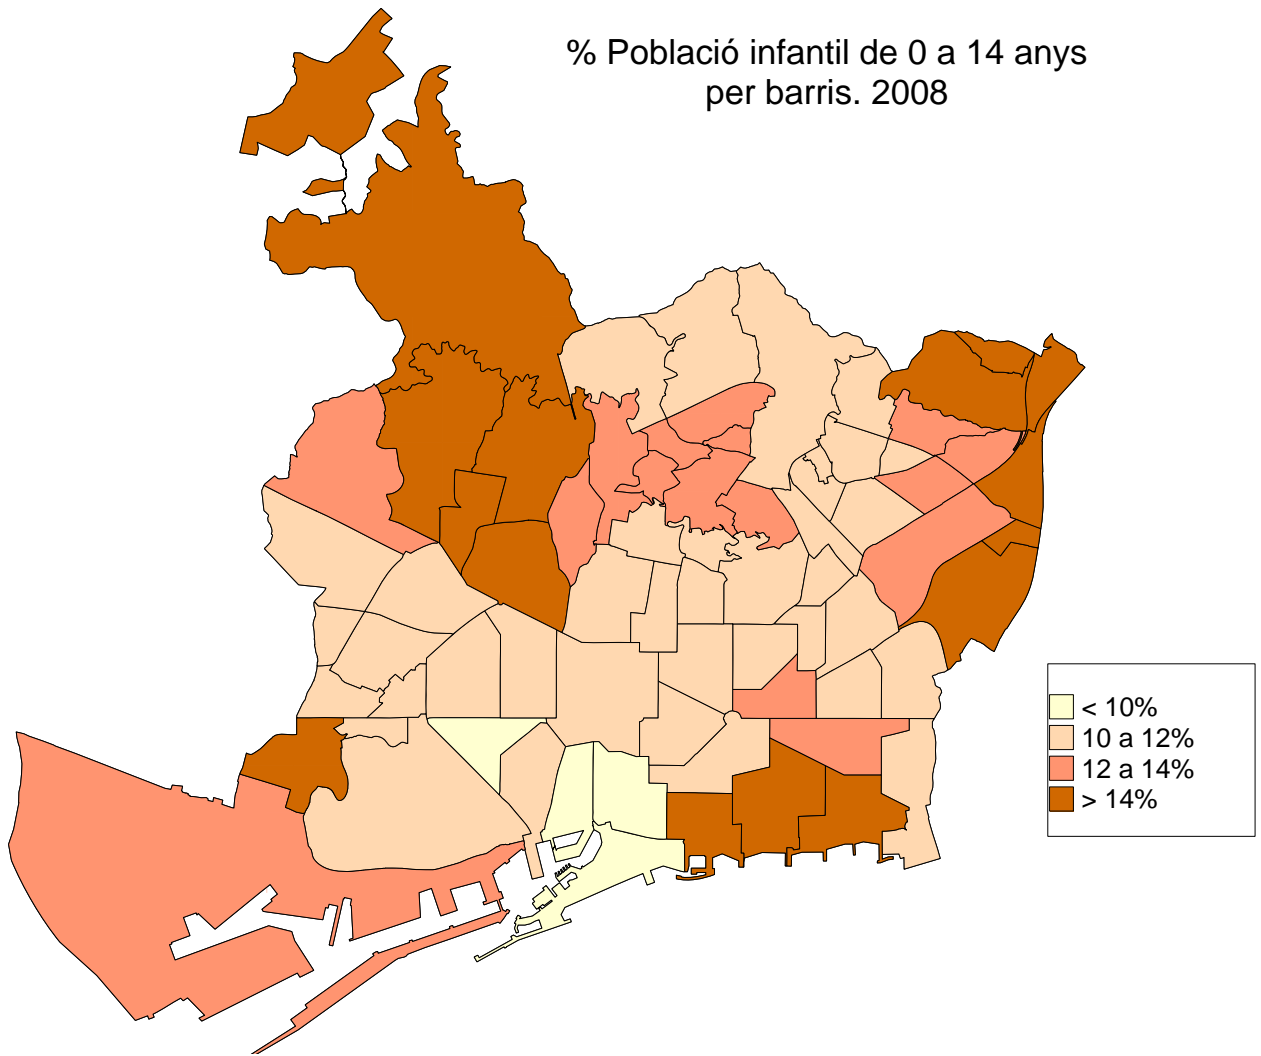 % Població infantil de 0 a 14 anys
per barris. 2008
< 10%
10 a 12%
12 a 14%
> 14%